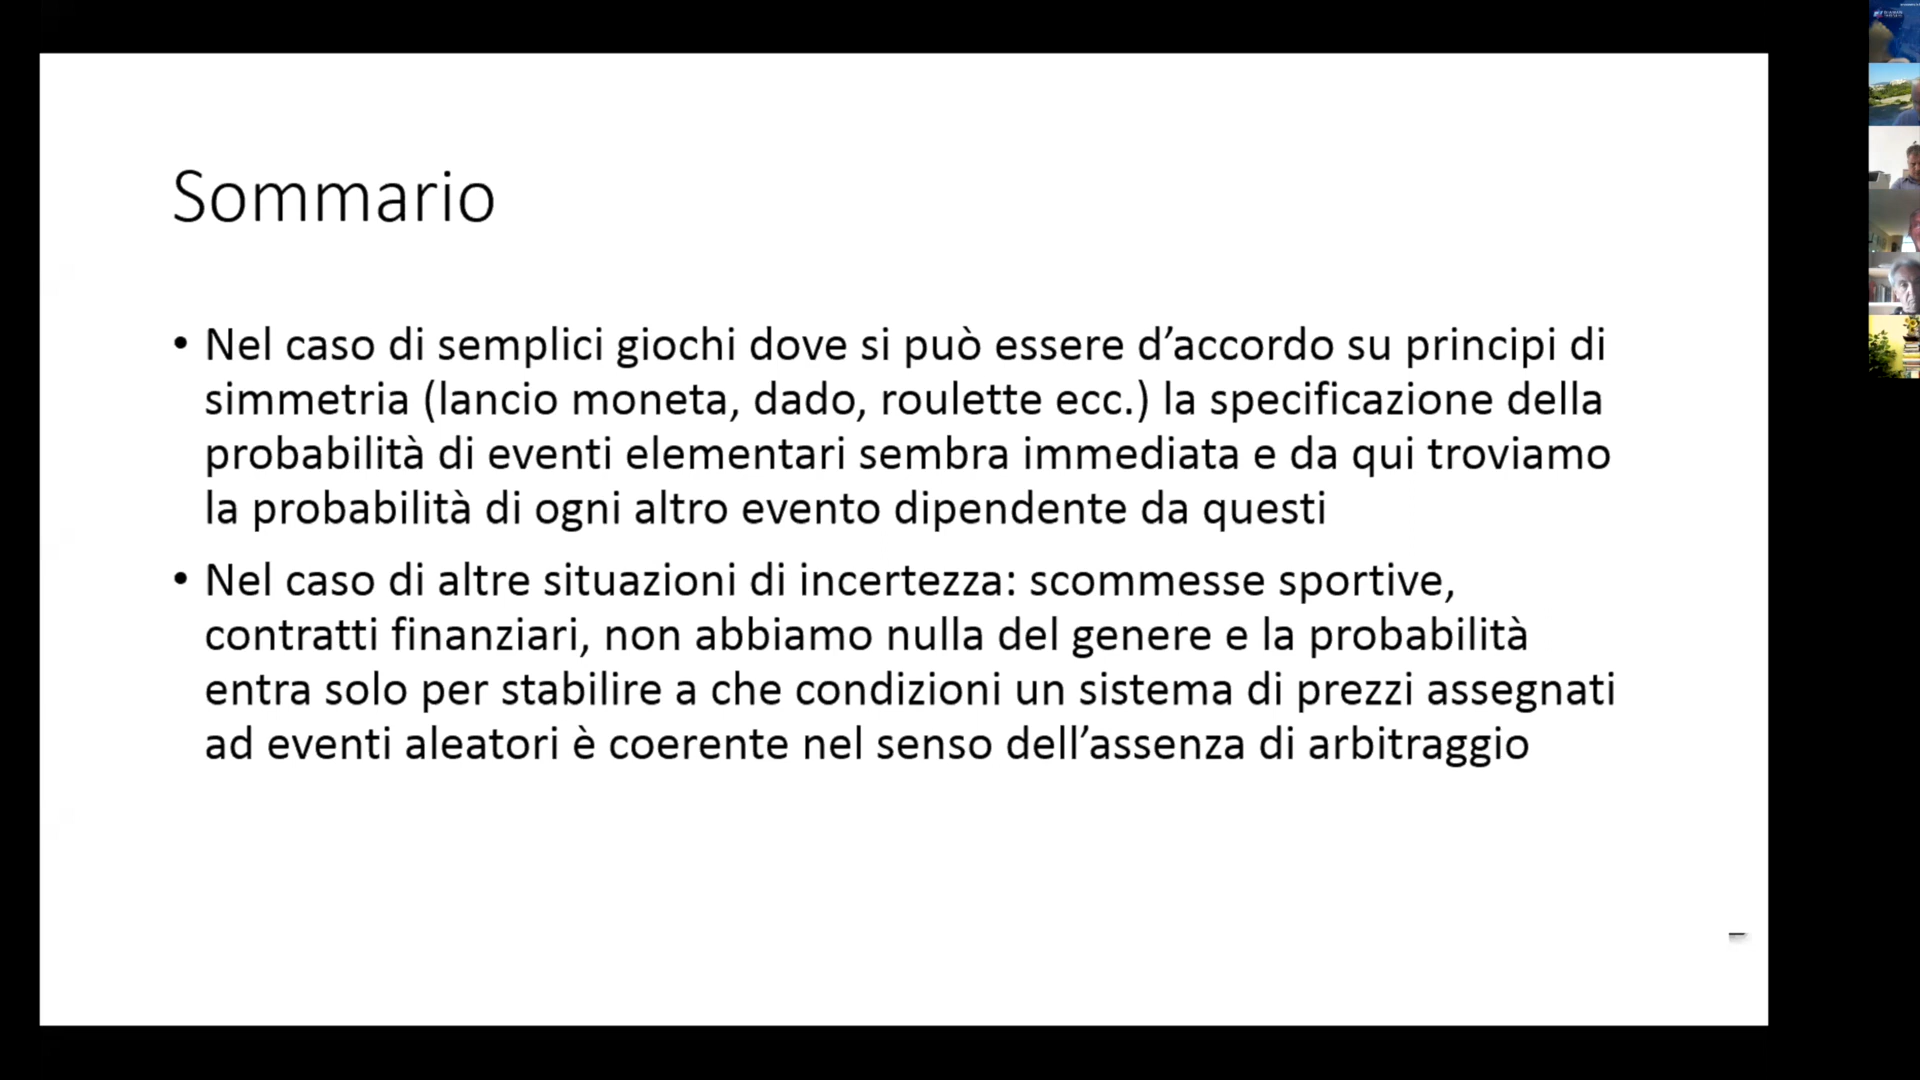 Sommario
• Nel caso di semplici giochi dove si può essere d’accordo su principi di
simmetria (lancio moneta, dado, roulette ecc.) la specificazione della
probabilità di eventi elementari sembra immediata e da qui troviamo
la probabilità di ogni altro evento dipendente da questi
• Nel caso di altre situazioni di incertezza: scommesse sportive,
contratti finanziari, non abbiamo nulla del genere e la probabilità
entra solo per stabilire a che condizioni un sistema di prezzi assegnati
ad eventi aleatori è coerente nel senso dell’assenza di arbitraggio